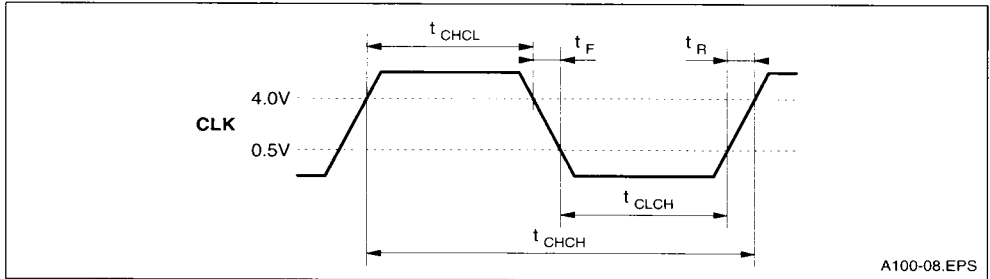 t CHCL
t F
t R
4.0V
CLK
0.5V
t CLCH
t CHCH
A100-08.EPS